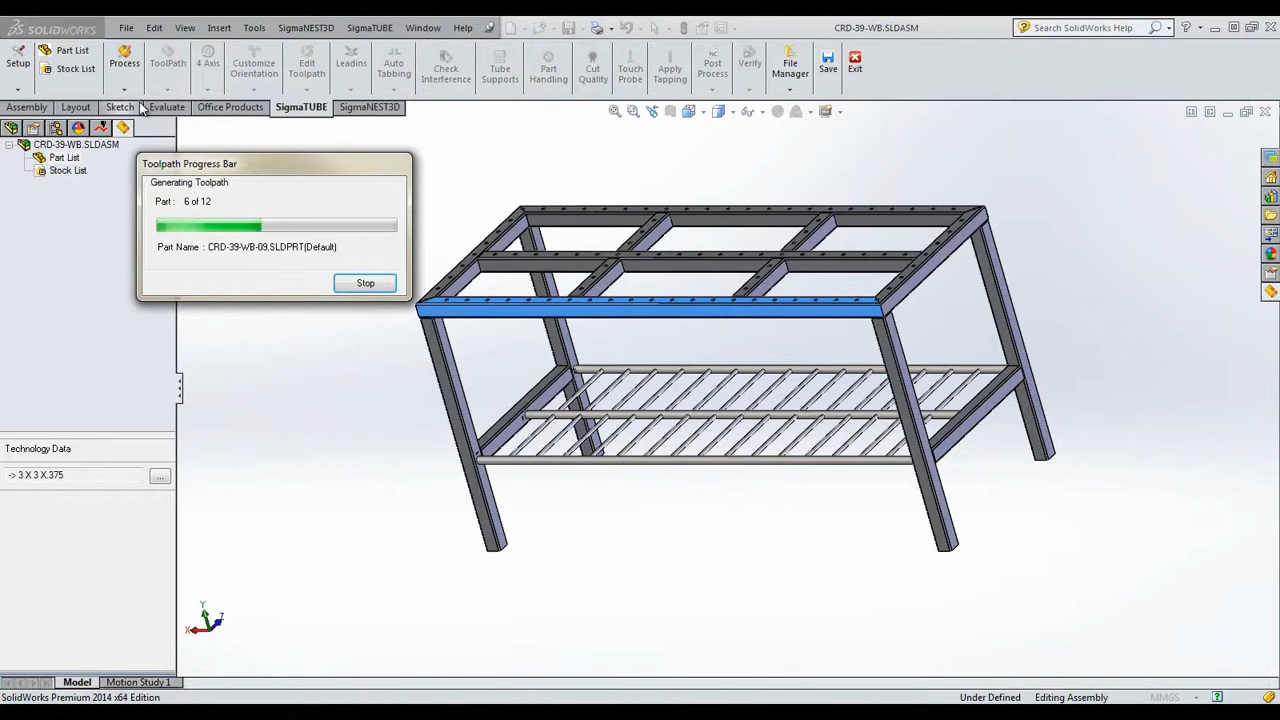 SOLIDWORKS File Edit View Insert Tools SigmaNEST3D SigmaTUBE Window Help CRD-39-WB.SLDASM Search SolidWorks Help
Setup Part List Stock List Process ToolPath 4 Axis Customize Orientation Edit Toolpath Leadins Auto Tabbing Check Interference Tube Supports Part Handling Cut Quality Touch Probe Apply Tapping NC Post Process Verify File Manager Save Exit
Assembly Layout Sketch Evaluate Office Products SigmaTUBE SigmaNEST3D
CRD-39-WB.SLDASM
Part List
Stock List
Toolpath Progress Bar
Generating Toolpath
Part : 6 of 12
Part Name : CRD-39-WB-09.SLDPRT(Default)
Stop
Technology Data
-> 3 X 3 X.375 ...
Y
Z
X
Model Motion Study 1
SolidWorks Premium 2014 x64 Edition Under Defined Editing Assembly MMGS